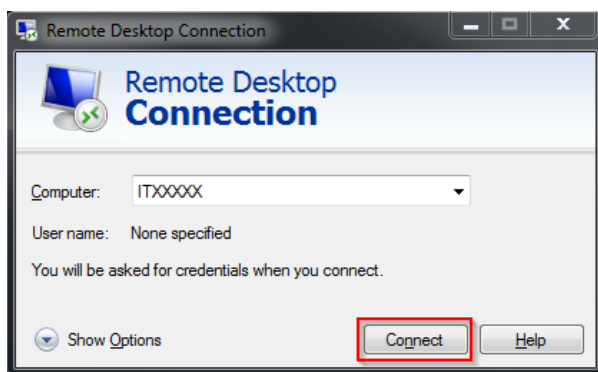 Remote Desktop Connection
Remote Desktop
Connection
Computer: ITXXXXX
User name: None specified
You will be asked for credentials when you connect.
Show Options Connect Help